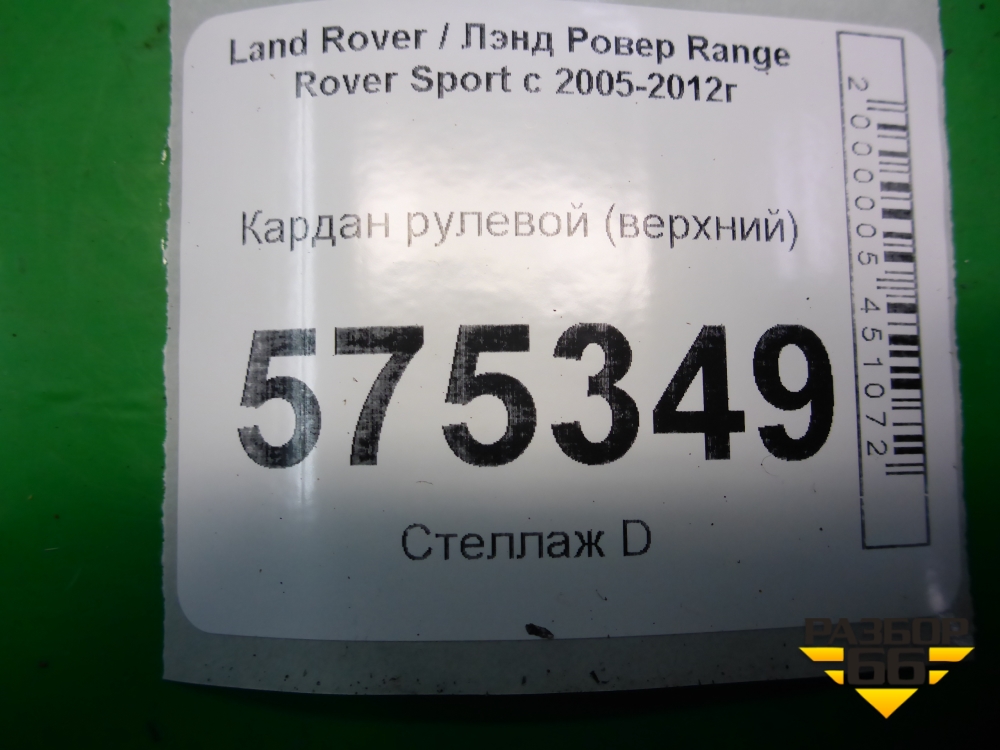 Land Rover / Лэнд Ровер Range
Rover Sport с 2005-2012г
Кардан рулевой (верхний)
575349
Стеллаж D
2000005451072
РАЗБОР
66